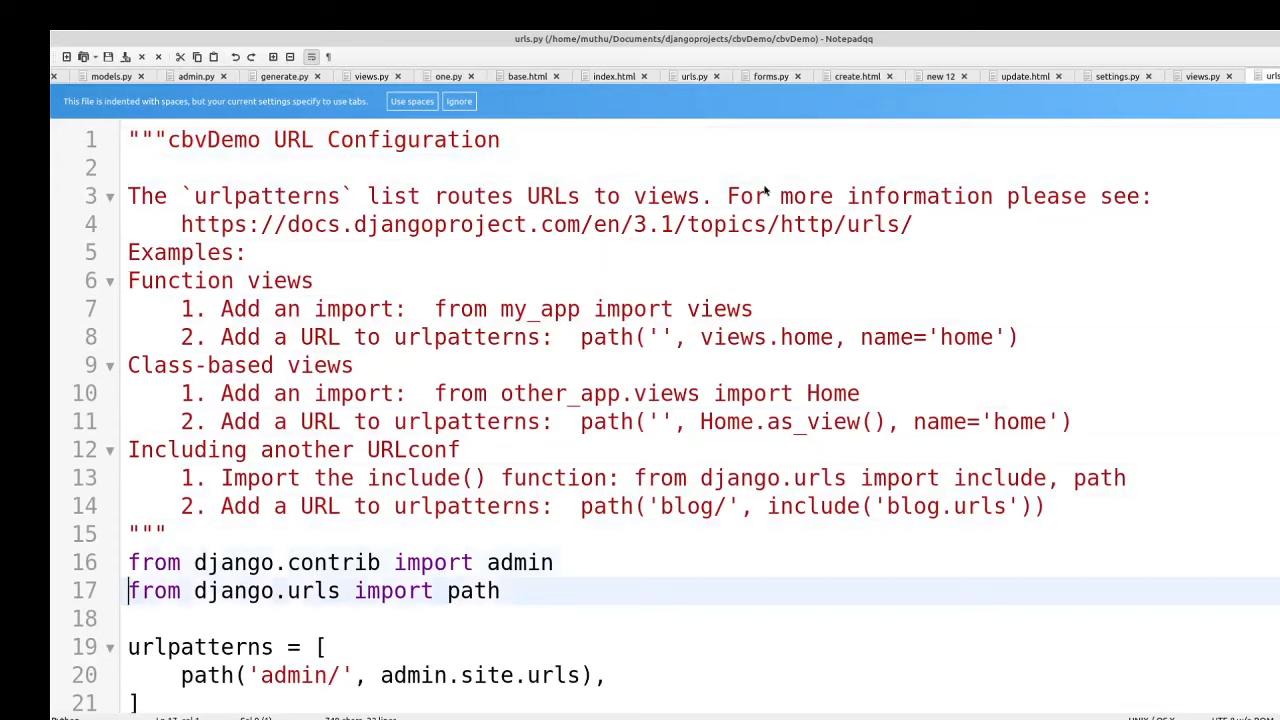 urls.py (/home/muthu/Documents/djangoprojects/cbvDemo/cbvDemo) - Notepadqq
models.py admin.py generate.py views.py one.py base.html index.html urls.py forms.py create.html new 12 update.html settings.py views.py urls
This file is indented with spaces, but your current settings specify to use tabs. Use spaces Ignore
1 """cbvDemo URL Configuration
2
3 The `urlpatterns` list routes URLs to views. For more information please see:
4 https://docs.djangoproject.com/en/3.1/topics/http/urls/
5 Examples:
6 Function views
7 1. Add an import:  from my_app import views
8 2. Add a URL to urlpatterns:  path('', views.home, name='home')
9 Class-based views
10 1. Add an import:  from other_app.views import Home
11 2. Add a URL to urlpatterns:  path('', Home.as_view(), name='home')
12 Including another URLconf
13 1. Import the include() function: from django.urls import include, path
14 2. Add a URL to urlpatterns:  path('blog/', include('blog.urls'))
15 """
16 from django.contrib import admin
17 from django.urls import path
18
19 urlpatterns = [
20 path('admin/', admin.site.urls),
21 ]